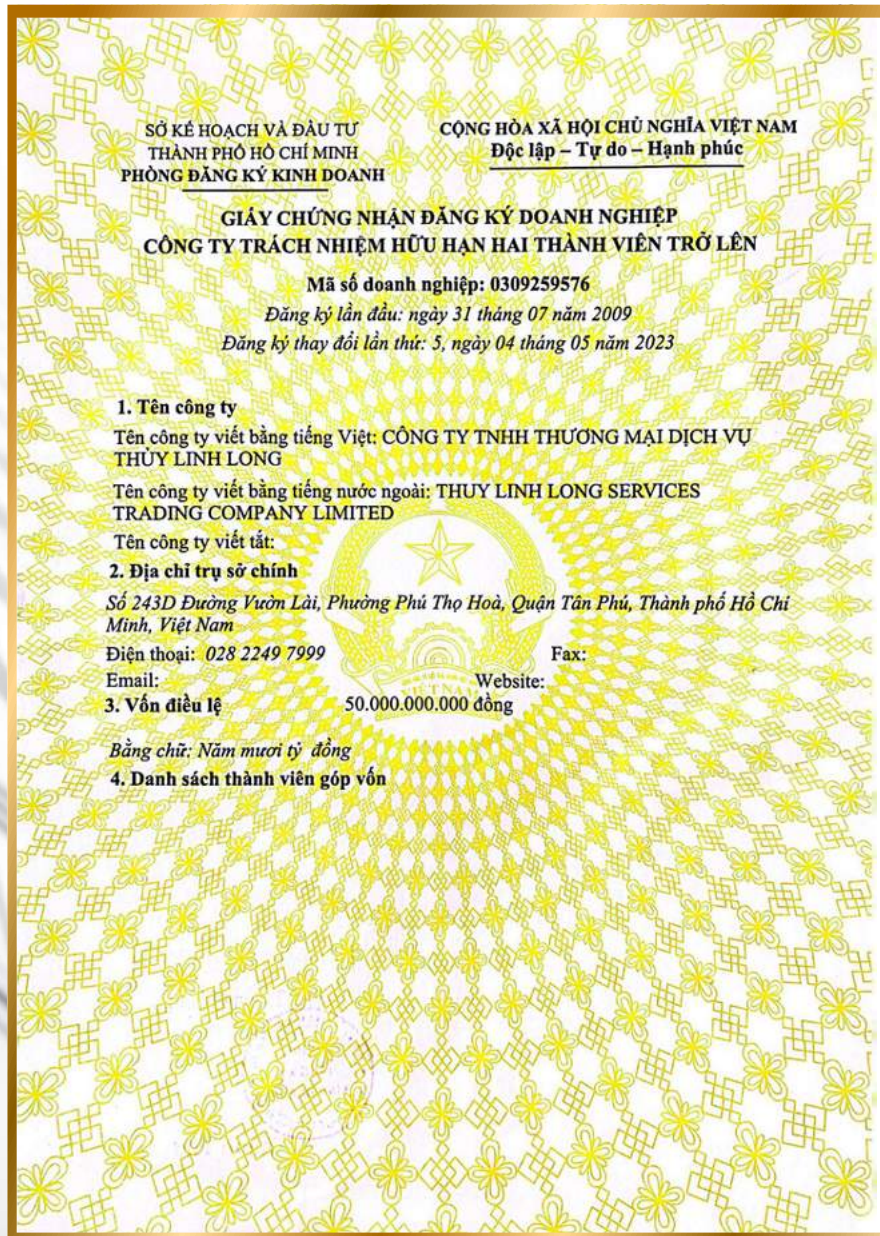 SỞ KẾ HOẠCH VÀ ĐẦU TƯ
THÀNH PHỐ HỒ CHÍ MINH
PHÒNG ĐĂNG KÝ KINH DOANH
CỘNG HÒA XÃ HỘI CHỦ NGHĨA VIỆT NAM
Độc lập – Tự do – Hạnh phúc
GIẤY CHỨNG NHẬN ĐĂNG KÝ DOANH NGHIỆP
CÔNG TY TRÁCH NHIỆM HỮU HẠN HAI THÀNH VIÊN TRỞ LÊN
Mã số doanh nghiệp: 0309259576
Đăng ký lần đầu: ngày 31 tháng 07 năm 2009
Đăng ký thay đổi lần thứ: 5, ngày 04 tháng 05 năm 2023
1. Tên công ty
Tên công ty viết bằng tiếng Việt: CÔNG TY TNHH THƯƠNG MẠI DỊCH VỤ
THÙY LINH LONG
Tên công ty viết bằng tiếng nước ngoài: THUY LINH LONG SERVICES
TRADING COMPANY LIMITED
Tên công ty viết tắt:
2. Địa chỉ trụ sở chính
Số 243D Đường Vườn Lài, Phường Phú Thọ Hoà, Quận Tân Phú, Thành phố Hồ Chí
Minh, Việt Nam
Điện thoại: 028 2249 7999 Fax:
Email: Website:
VIETNAM
3. Vốn điều lệ 50.000.000.000 đồng
Bằng chữ: Năm mươi tỷ đồng
4. Danh sách thành viên góp vốn